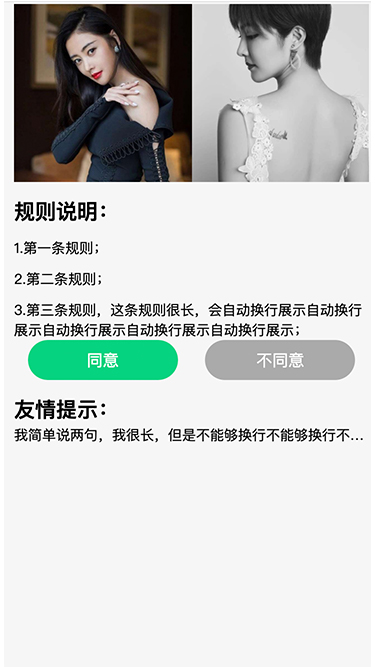 规则说明：
1.第一条规则；
2.第二条规则；
3.第三条规则，这条规则很长，会自动换行展示自动换行
展示自动换行展示自动换行展示自动换行展示；
同意
不同意
友情提示：
我简单说两句，我很长，但是不能够换行不能够换行不...